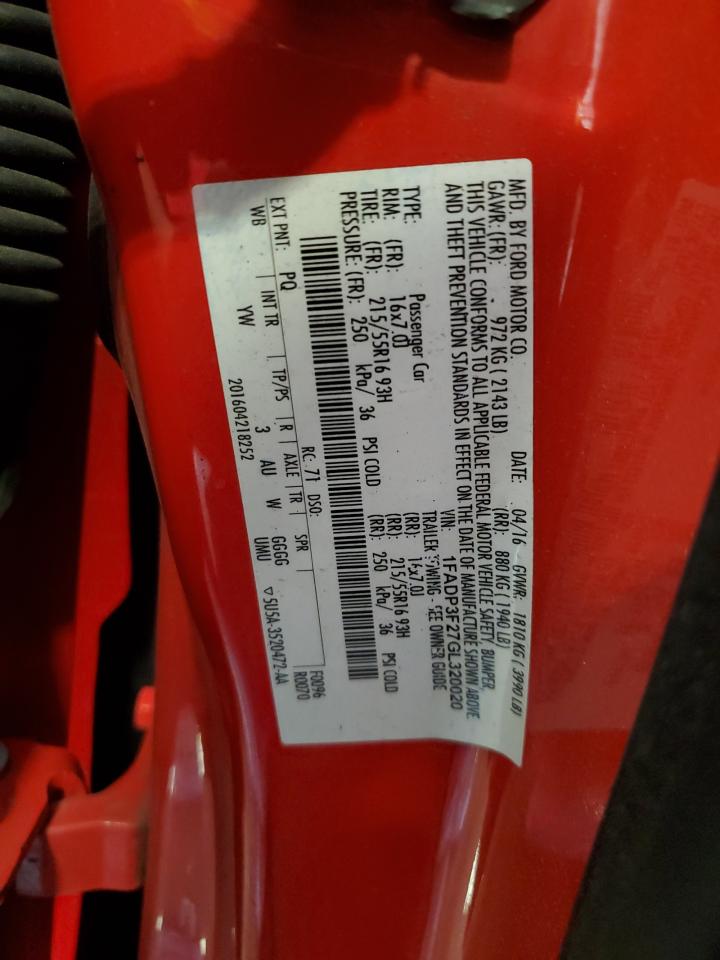 MFD. BY FORD MOTOR CO. DATE: 04/16 GVWR: 1810 KG ( 3990 LB)
GAWR: (FR): 972 KG ( 2143 LB) (RR): 880 KG ( 1940 LB)
THIS VEHICLE CONFORMS TO ALL APPLICABLE FEDERAL MOTOR VEHICLE SAFETY, BUMPER,
AND THEFT PREVENTION STANDARDS IN EFFECT ON THE DATE OF MANUFACTURE SHOWN ABOVE
VIN: 1FADP3F27GL320020
TYPE: Passenger Car TRAILER TOWING - SEE OWNER GUIDE
RIM: (FR): 16x7.0J (RR): 16x7.0J
TIRE: (FR): 215/55R16 93H (RR): 215/55R16 93H
PRESSURE: (FR): 250 kPa/ 36 PSI COLD (RR): 250 kPa/ 36 PSI COLD
F0096
EXT PNT: PQ RC: 71 DSO: R0070
WB INT TR TP/PS R AXLE TR SPR
YW 3 AU W GGGG
UMU
201604218252 ▽ 5U5A-3520472-AA